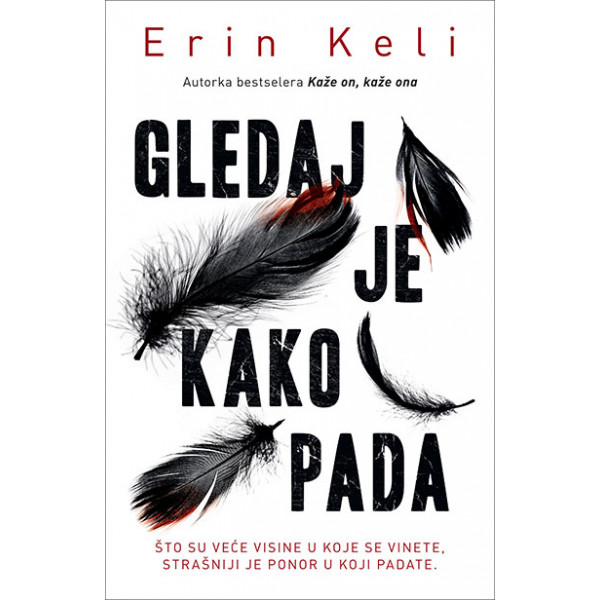 Erin Keli
Autorka bestselera Kaže on, kaže ona
GLEDAJ
JE
KAKO
PADA
ŠTO SU VEĆE VISINE U KOJE SE VINETE,
STRAŠNIJI JE PONOR U KOJI PADATE.